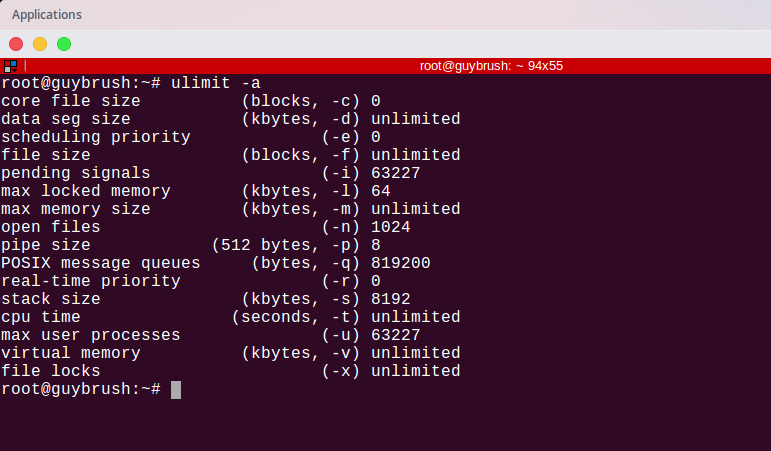 Applications
root@guybrush: ~ 94x55
root@guybrush:~# ulimit -a
core file size          (blocks, -c) 0
data seg size           (kbytes, -d) unlimited
scheduling priority             (-e) 0
file size               (blocks, -f) unlimited
pending signals                 (-i) 63227
max locked memory       (kbytes, -l) 64
max memory size         (kbytes, -m) unlimited
open files                      (-n) 1024
pipe size            (512 bytes, -p) 8
POSIX message queues     (bytes, -q) 819200
real-time priority              (-r) 0
stack size              (kbytes, -s) 8192
cpu time               (seconds, -t) unlimited
max user processes              (-u) 63227
virtual memory          (kbytes, -v) unlimited
file locks                      (-x) unlimited
root@guybrush:~#